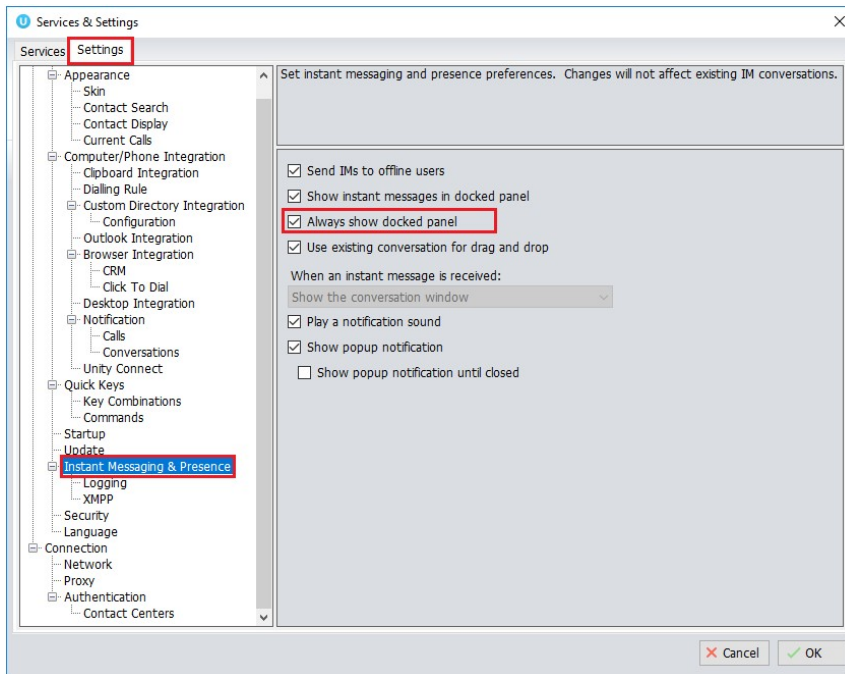 Services & Settings
Services
Settings
Appearance
Skin
Contact Search
Contact Display
Current Calls
Computer/Phone Integration
Clipboard Integration
Dialling Rule
Custom Directory Integration
Configuration
Outlook Integration
Browser Integration
CRM
Click To Dial
Desktop Integration
Notification
Calls
Conversations
Unity Connect
Quick Keys
Key Combinations
Commands
Startup
Update
Instant Messaging & Presence
Logging
XMPP
Security
Language
Connection
Network
Proxy
Authentication
Contact Centers
Set instant messaging and presence preferences. Changes will not affect existing IM conversations.
Send IMs to offline users
Show instant messages in docked panel
Always show docked panel
Use existing conversation for drag and drop
When an instant message is received:
Show the conversation window
Play a notification sound
Show popup notification
Show popup notification until closed
Cancel
OK